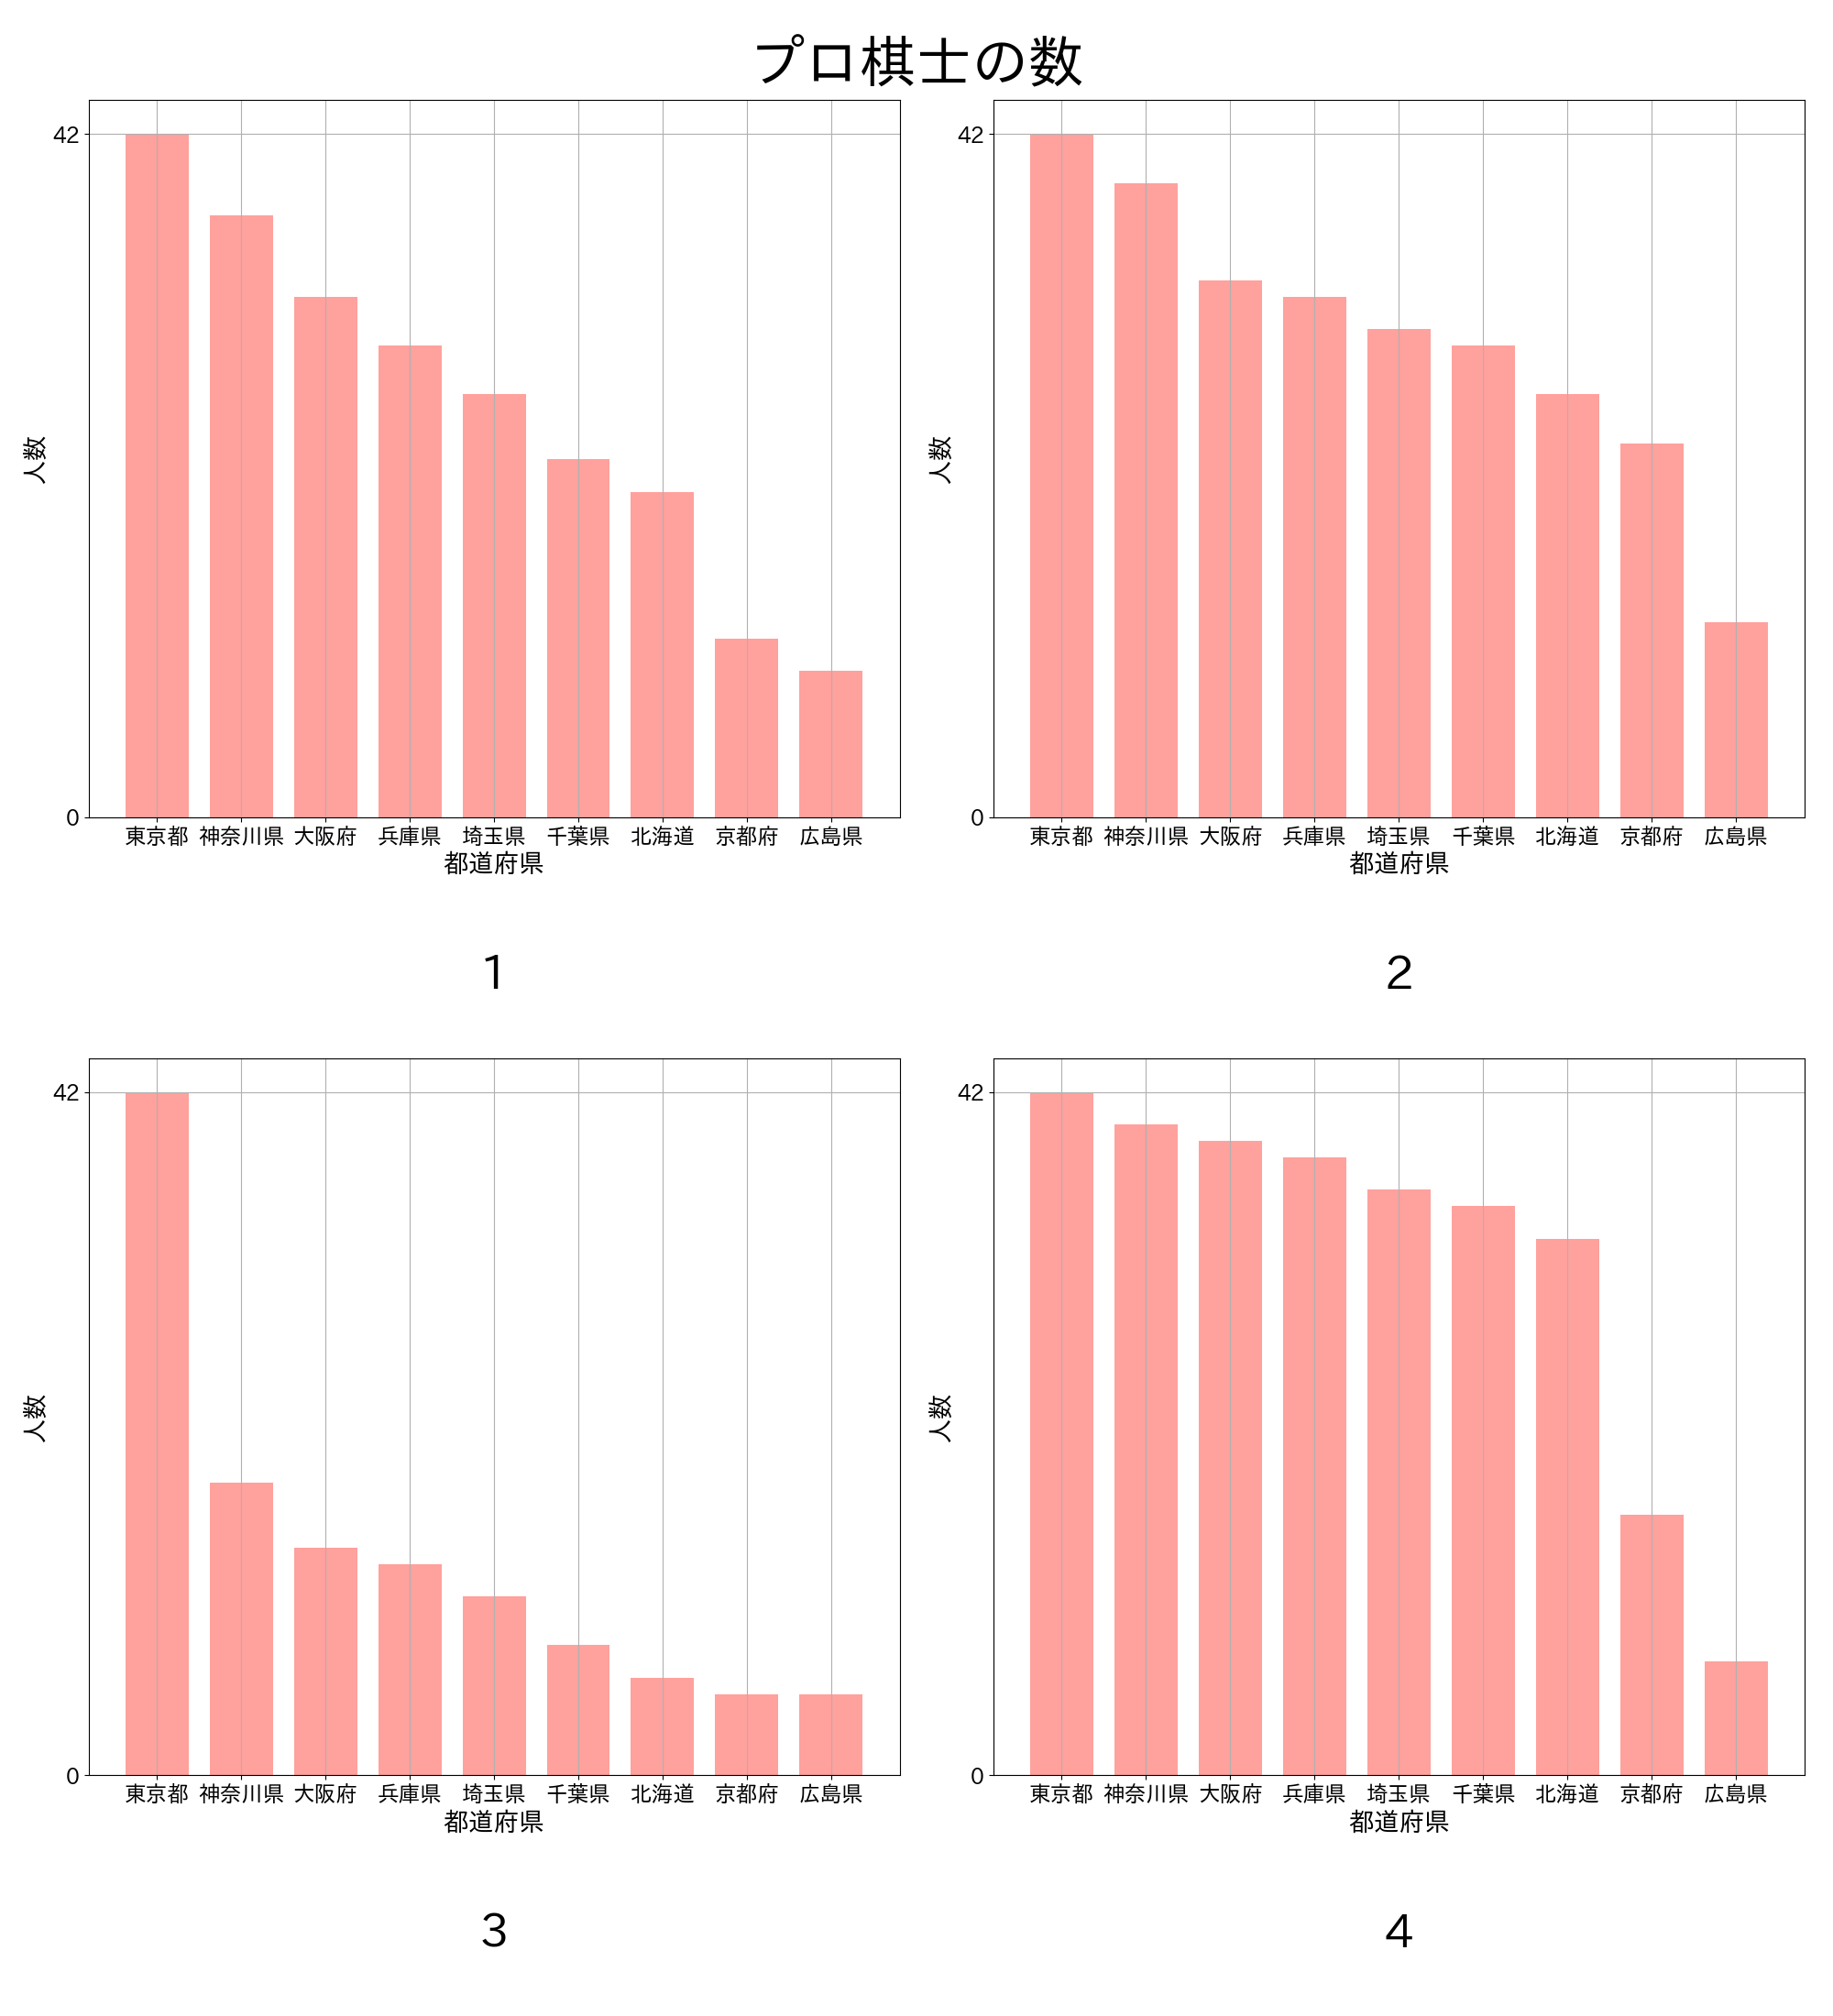 プロ棋士の数
42
0
人数
東京都 神奈川県 大阪府 兵庫県 埼玉県 千葉県 北海道 京都府 広島県
都道府県
1
42
0
人数
東京都 神奈川県 大阪府 兵庫県 埼玉県 千葉県 北海道 京都府 広島県
都道府県
2
42
0
人数
東京都 神奈川県 大阪府 兵庫県 埼玉県 千葉県 北海道 京都府 広島県
都道府県
3
42
0
人数
東京都 神奈川県 大阪府 兵庫県 埼玉県 千葉県 北海道 京都府 広島県
都道府県
4